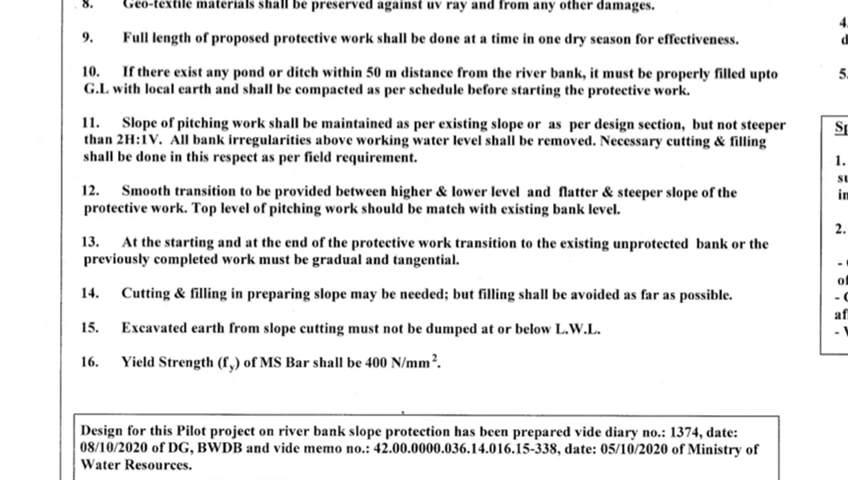 8. Geo-textile materials shall be preserved against uv ray and from any other damages.
9. Full length of proposed protective work shall be done at a time in one dry season for effectiveness.
10. If there exist any pond or ditch within 50 m distance from the river bank, it must be properly filled upto
G.L with local earth and shall be compacted as per schedule before starting the protective work.
11. Slope of pitching work shall be maintained as per existing slope or as per design section, but not steeper
than 2H:1V. All bank irregularities above working water level shall be removed. Necessary cutting & filling
shall be done in this respect as per field requirement.
12. Smooth transition to be provided between higher & lower level and flatter & steeper slope of the
protective work. Top level of pitching work should be match with existing bank level.
13. At the starting and at the end of the protective work transition to the existing unprotected bank or the
previously completed work must be gradual and tangential.
14. Cutting & filling in preparing slope may be needed; but filling shall be avoided as far as possible.
15. Excavated earth from slope cutting must not be dumped at or below L.W.L.
16. Yield Strength (fy) of MS Bar shall be 400 N/mm².
Design for this Pilot project on river bank slope protection has been prepared vide diary no.: 1374, date:
08/10/2020 of DG, BWDB and vide memo no.: 42.00.0000.036.14.016.15-338, date: 05/10/2020 of Ministry of
Water Resources.
4.
5.
1.
2.